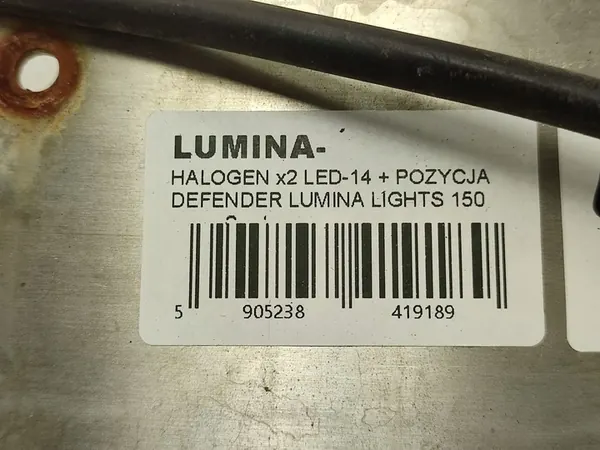 LUMINA-
HALOGEN x2 LED-14 + POZYCJA
DEFENDER LUMINA LIGHTS 150
5 905238 419189